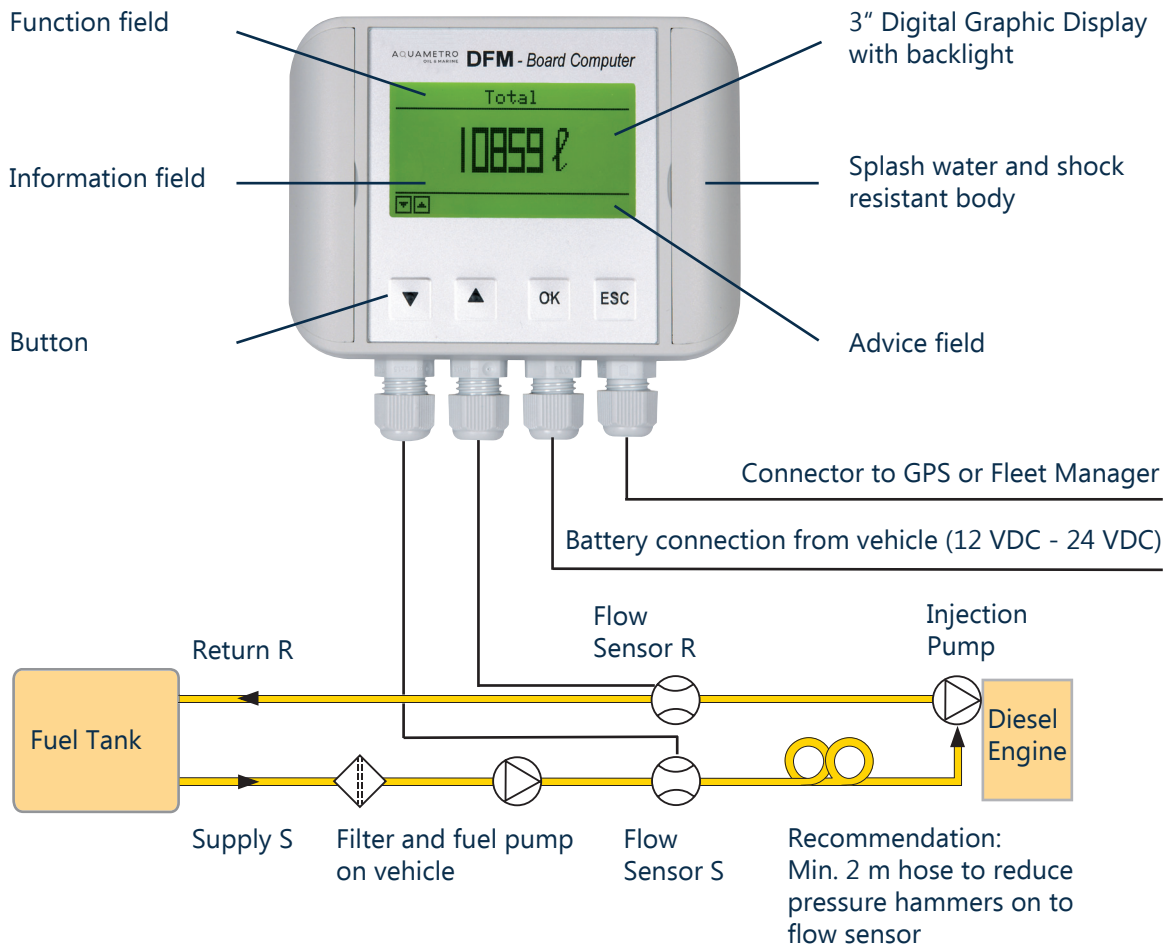 Function field
3“ Digital Graphic Display
with backlight
AQUAMETRO
OIL & MARINE
DFM - Board Computer
Total
10859 ℓ
Information field
Splash water and shock
resistant body
OK
ESC
Button
Advice field
Connector to GPS or Fleet Manager
Battery connection from vehicle (12 VDC - 24 VDC)
Flow
Sensor R
Injection
Pump
Return R
Fuel Tank
Diesel
Engine
Supply S
Filter and fuel pump
on vehicle
Flow
Sensor S
Recommendation:
Min. 2 m hose to reduce
pressure hammers on to
flow sensor